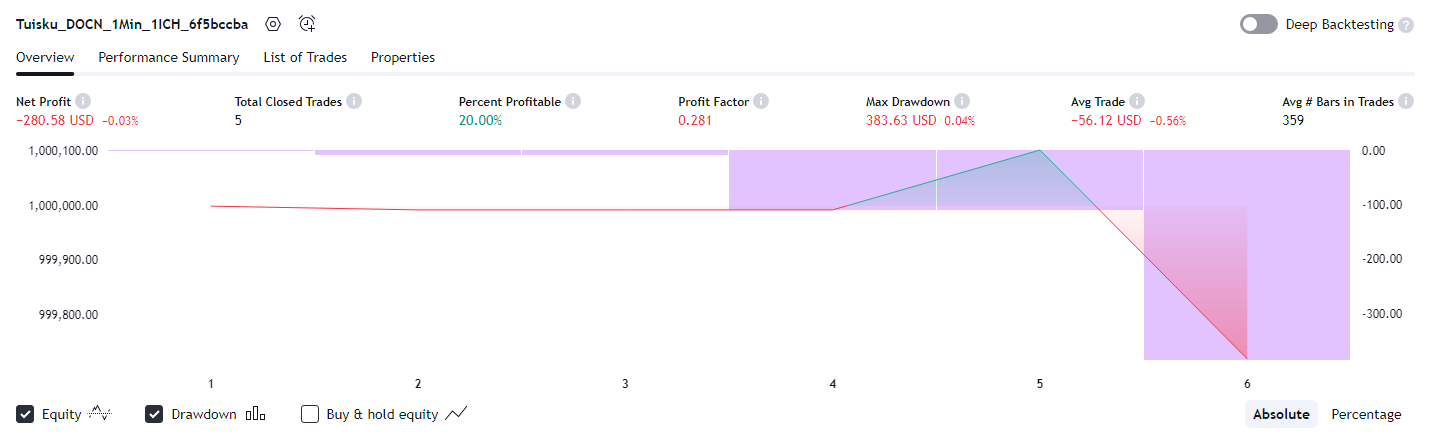 Tuisku_DOCN_1Min_1ICH_6f5bccba Deep Backtesting ?
Overview Performance Summary List of Trades Properties
Net Profit Total Closed Trades Percent Profitable Profit Factor Max Drawdown Avg Trade Avg # Bars in Trades
−280.58 USD −0.03% 5 20.00% 0.281 383.63 USD 0.04% −56.12 USD −0.56% 359
1,000,100.00 0.00
1,000,000.00 -100.00
999,900.00 -200.00
999,800.00 -300.00
1 2 3 4 5 6
Equity Drawdown Buy & hold equity Absolute Percentage